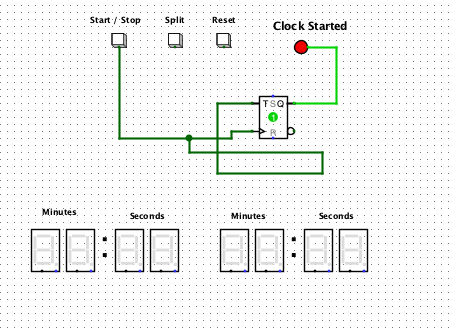 Start / Stop
Split
Reset
Clock Started
T S Q
1
R
Minutes
:
Seconds
Minutes
:
Seconds